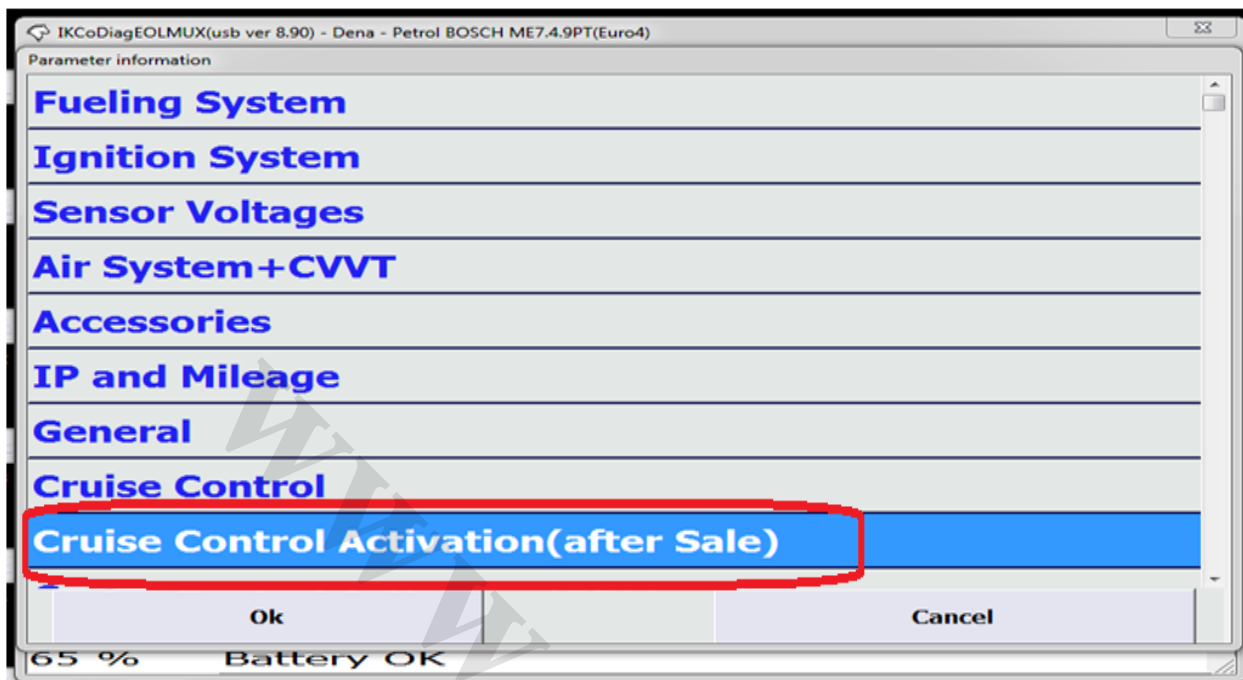 IKCoDiagEOLMUX(usb ver 8.90) - Dena - Petrol BOSCH ME7.4.9PT(Euro4)
Parameter information
Fueling System
Ignition System
Sensor Voltages
Air System+CVVT
Accessories
IP and Mileage
General
Cruise Control
Cruise Control Activation(after Sale)
Ok Cancel
65 % Battery OK
www